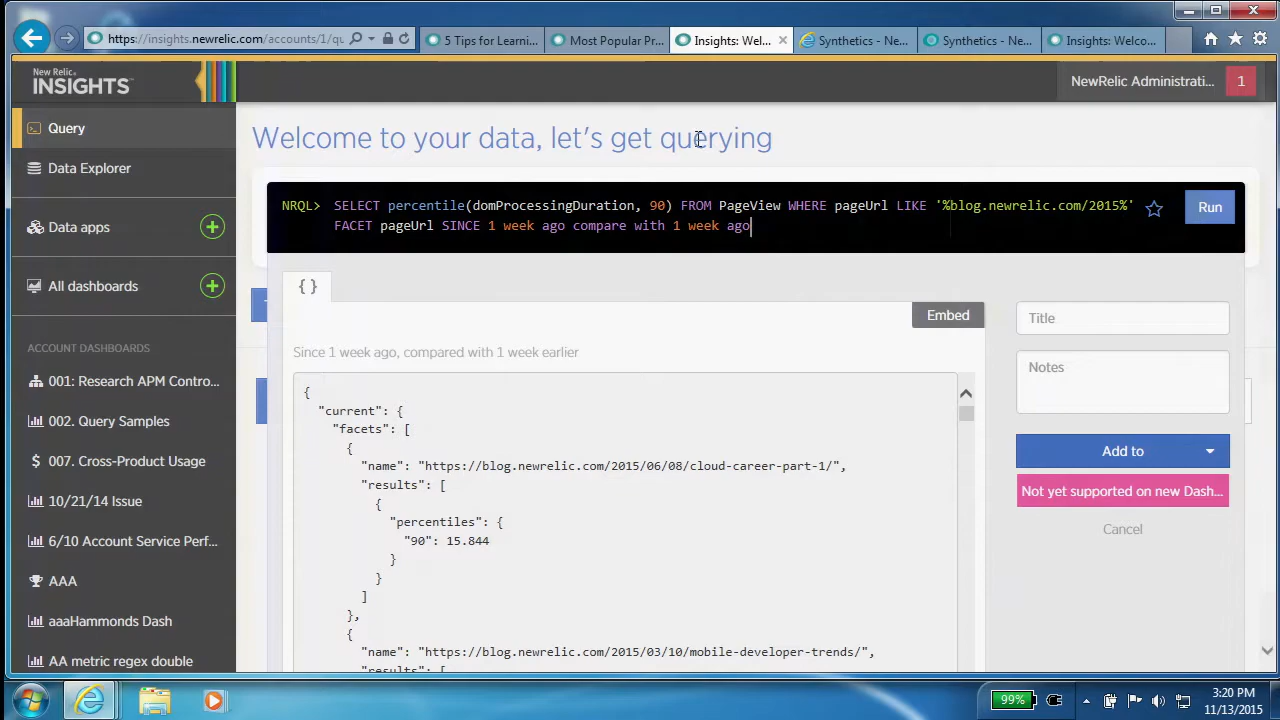 https://insights.newrelic.com/accounts/1/qu
5 Tips for Learni...
Most Popular Pr...
Insights: Wel...
Synthetics - Ne...
Synthetics - Ne...
Insights: Welco...
New Relic
INSIGHTS
NewRelic Administrati...
1
Query
Data Explorer
Data apps
All dashboards
ACCOUNT DASHBOARDS
001: Research APM Contro...
002. Query Samples
007. Cross-Product Usage
10/21/14 Issue
6/10 Account Service Perf...
AAA
aaaHammonds Dash
AA metric regex double
Welcome to your data, let's get querying
NRQL> SELECT percentile(domProcessingDuration, 90) FROM PageView WHERE pageUrl LIKE '%blog.newrelic.com/2015%'
FACET pageUrl SINCE 1 week ago compare with 1 week ago
Run
{ }
Embed
Since 1 week ago, compared with 1 week earlier
{
"current": {
"facets": [
{
"name": "https://blog.newrelic.com/2015/06/08/cloud-career-part-1/",
"results": [
{
"percentiles": {
"90": 15.844
}
}
]
},
{
"name": "https://blog.newrelic.com/2015/03/10/mobile-developer-trends/",
"results": [
Title
Notes
Add to
Not yet supported on new Dash...
Cancel
99%
3:20 PM
11/13/2015